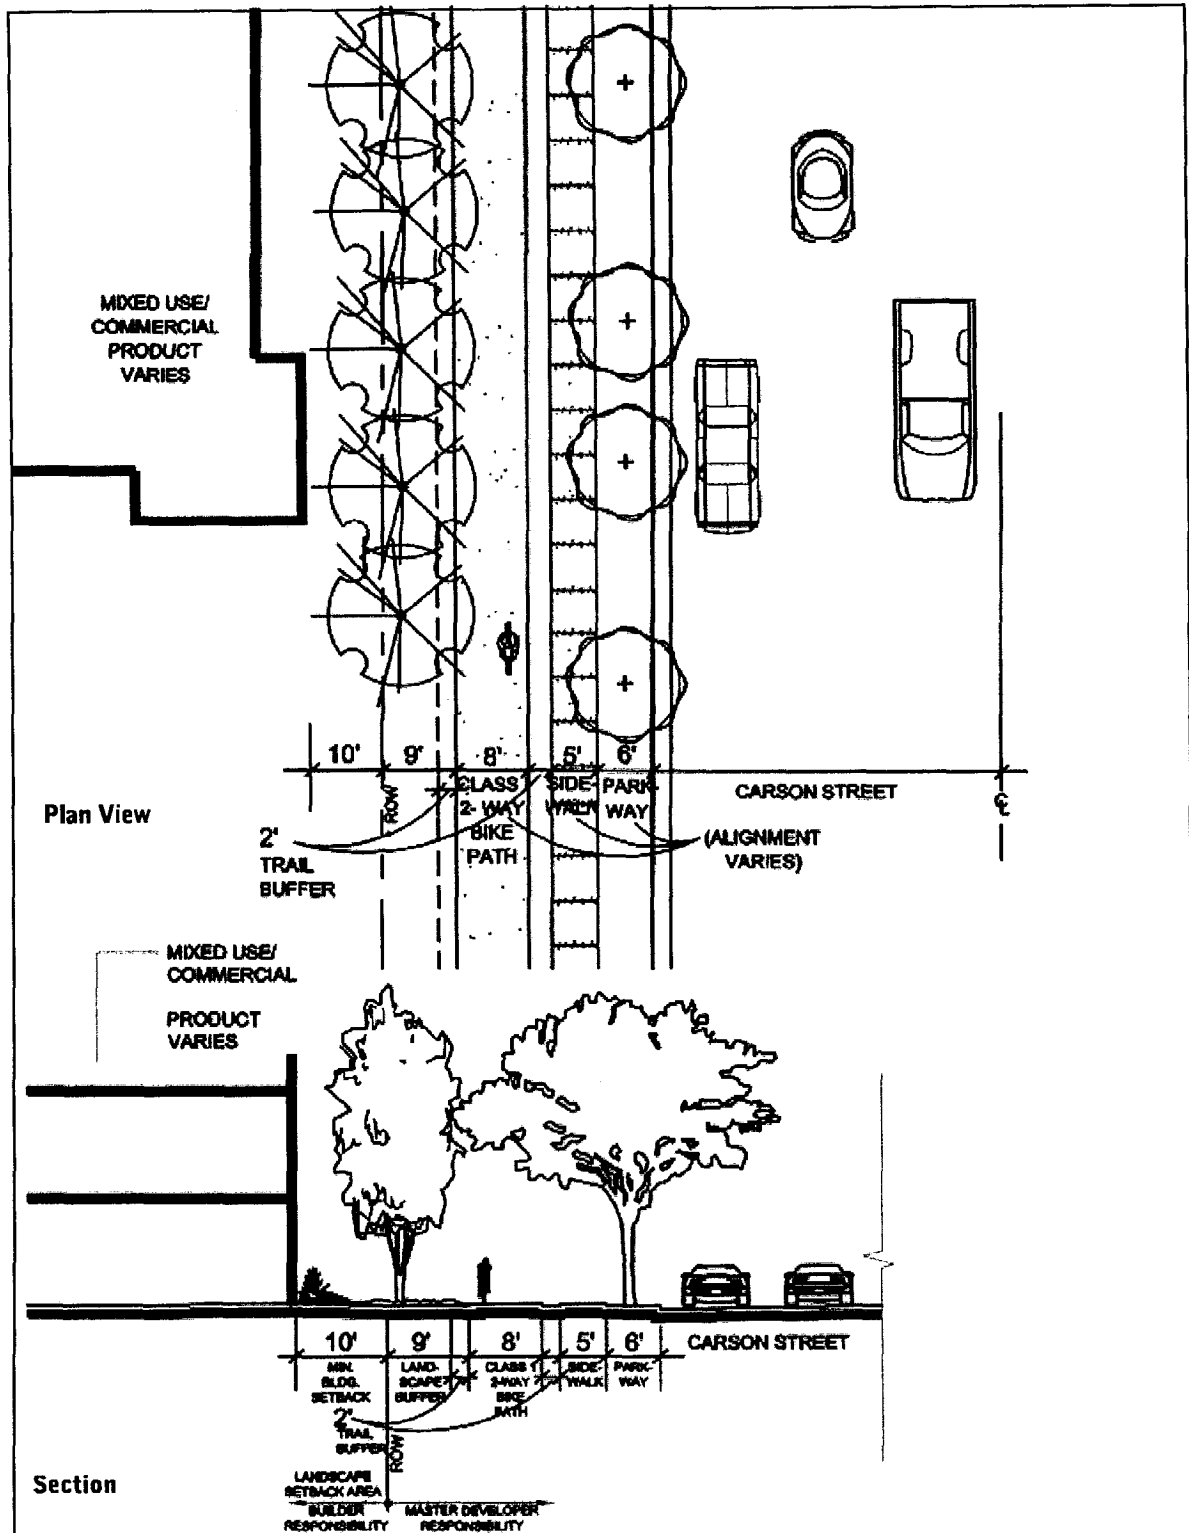 MIXED USE/
COMMERCIAL
PRODUCT
VARIES
10' 9' 8' 5' 6'
ROW
CLASS
2- WAY
BIKE
PATH
SIDE-
WALK
PARK-
WAY
CARSON STREET
℄
Plan View
2'
TRAIL
BUFFER
(ALIGNMENT
VARIES)
MIXED USE/
COMMERCIAL
PRODUCT
VARIES
10' 9' 8' 5' 6' CARSON STREET
MIN.
BLDG.
SETBACK
LAND-
SCAPE
BUFFER
CLASS 1
2-WAY
BIKE
PATH
SIDE-
WALK
PARK-
WAY
2'
TRAIL
BUFFER
ROW
Section
LANDSCAPE
SETBACK AREA
BUILDER
RESPONSIBILITY
MASTER DEVELOPER
RESPONSIBILITY